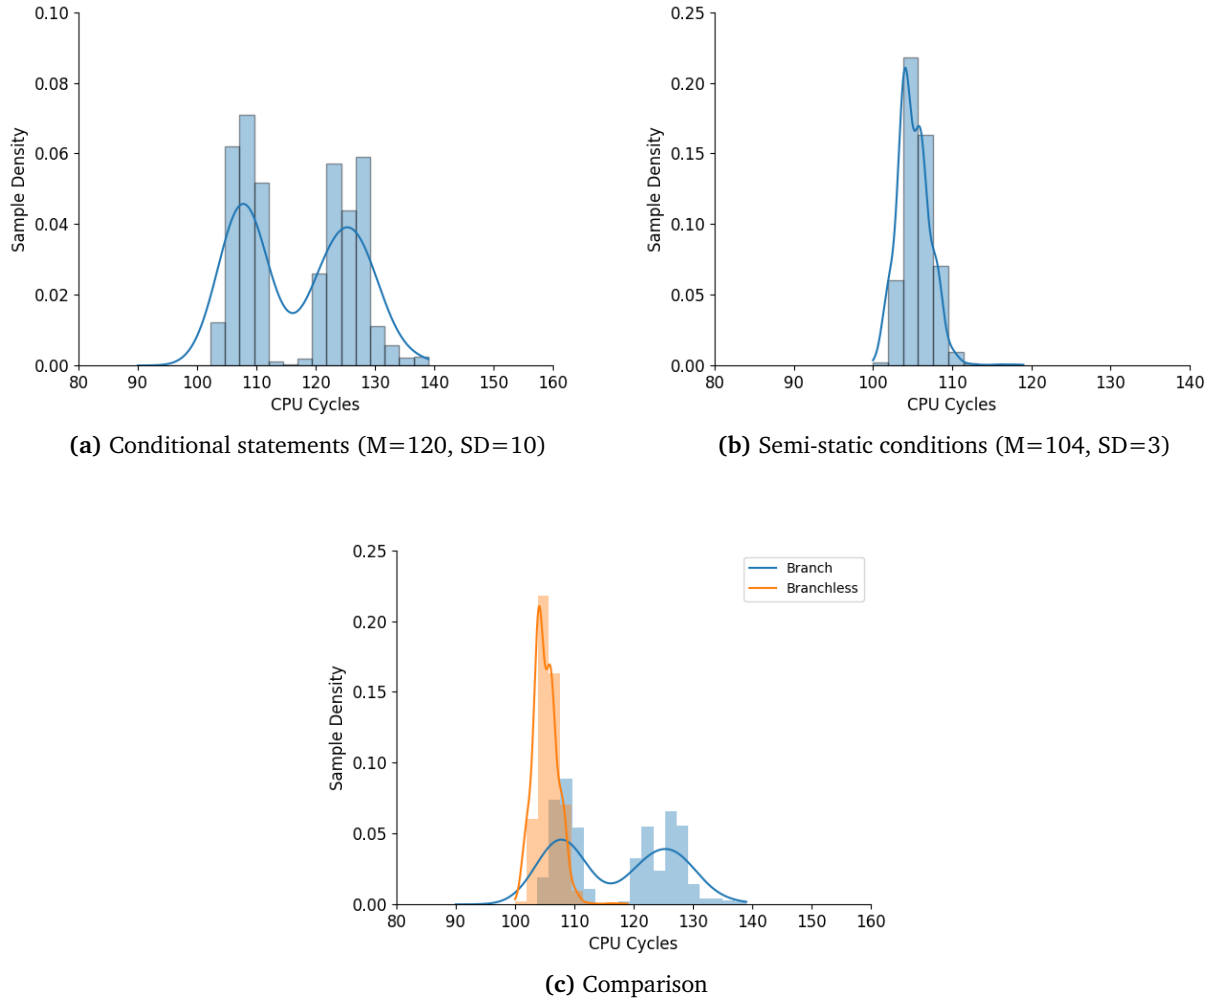 0.10
0.08
0.06
0.04
0.02
0.00
Sample Density
80 90 100 110 120 130 140 150 160
CPU Cycles
(a) Conditional statements (M=120, SD=10)
0.25
0.20
0.15
0.10
0.05
0.00
Sample Density
80 90 100 110 120 130 140
CPU Cycles
(b) Semi-static conditions (M=104, SD=3)
0.25
0.20
0.15
0.10
0.05
0.00
Sample Density
Branch
Branchless
80 90 100 110 120 130 140 150 160
CPU Cycles
(c) Comparison